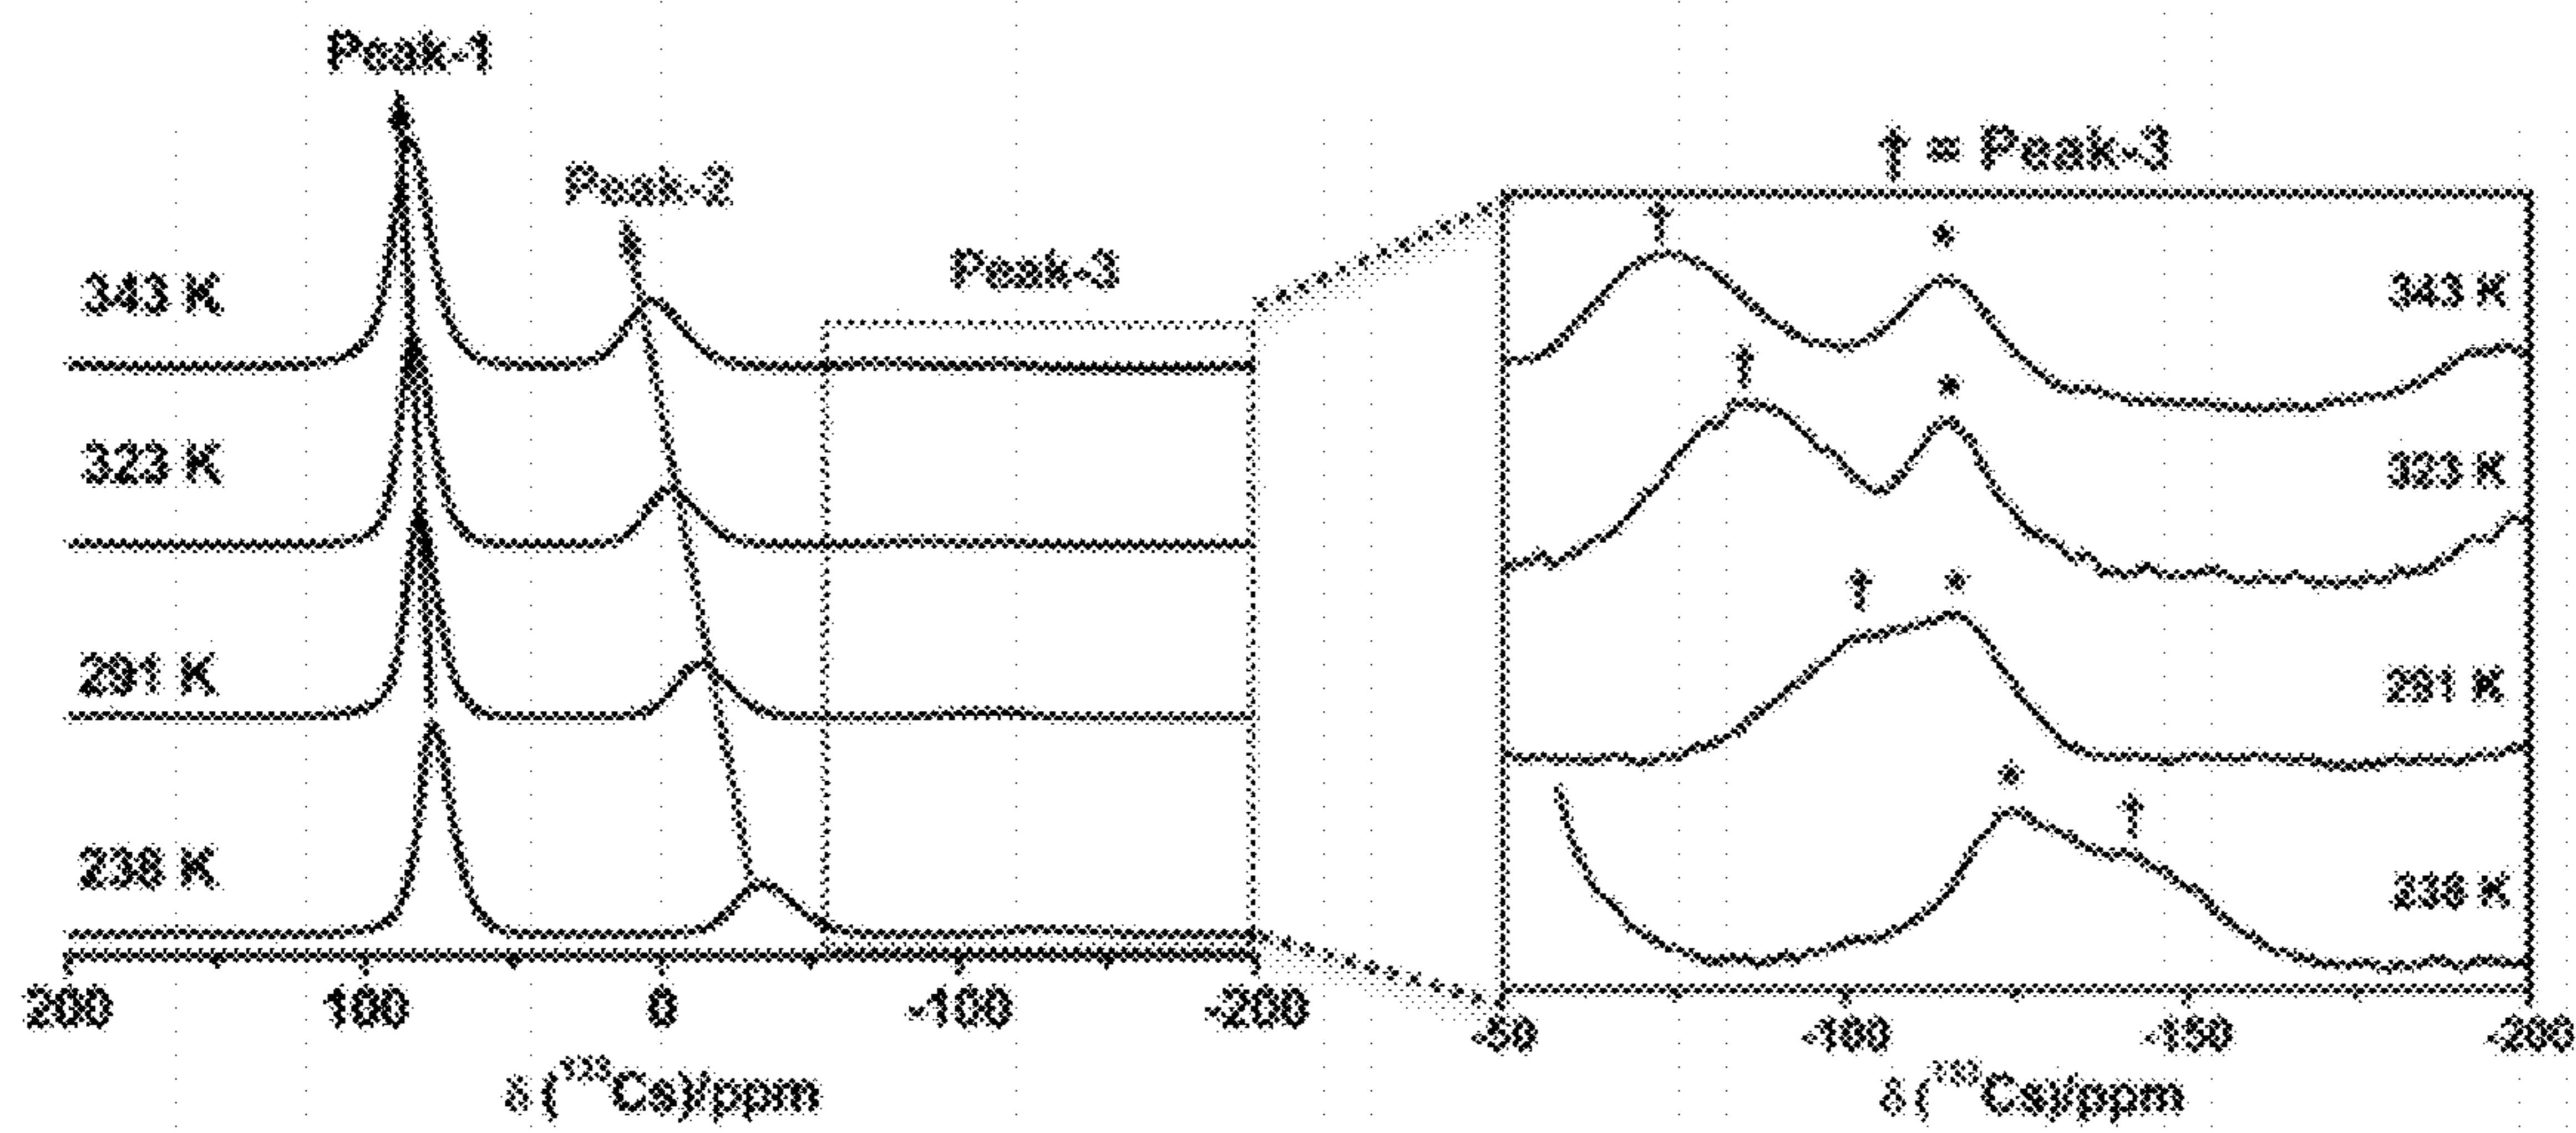 Peak-1
Peak-2
Peak-3
343 K
323 K
291 K
238 K
200 100 0 -100 -200
δ (¹³³Cs)/ppm
† = Peak-3
† *
343 K
† *
323 K
† *
291 K
* †
238 K
-50 -100 -150 -200
δ (¹³³Cs)/ppm